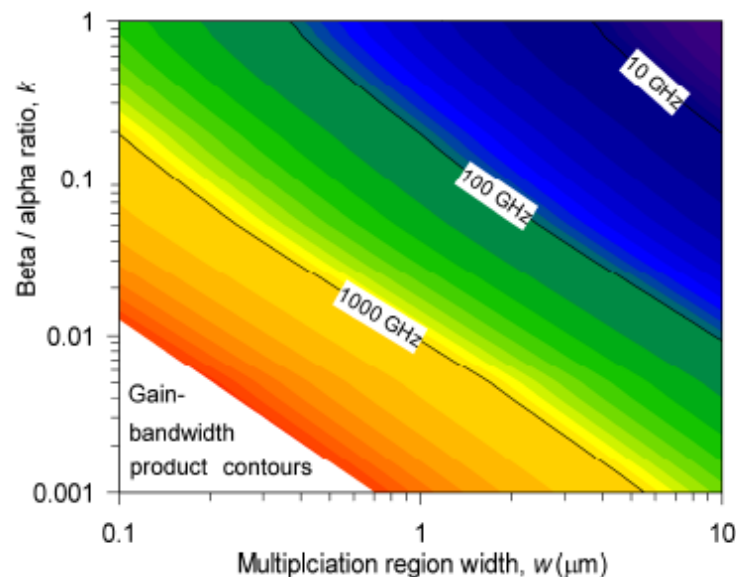 1
10 GHz
0.1
100 GHz
Beta / alpha ratio, k
0.01
1000 GHz
Gain-
bandwidth
product contours
0.001
0.1
1
10
Multiplciation region width, w (μm)